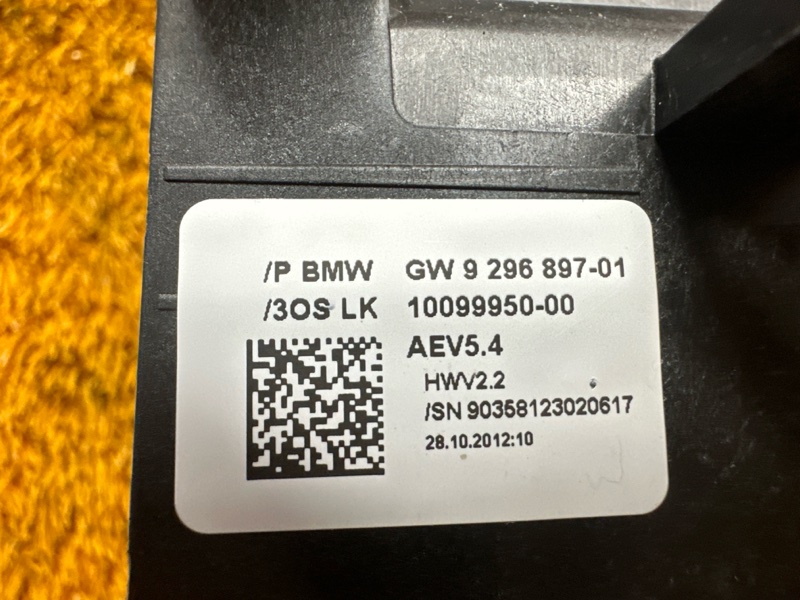 /P BMW GW 9 296 897-01
/3OS LK 10099950-00
AEV5.4
HWV2.2
/SN 90358123020617
28.10.2012:10